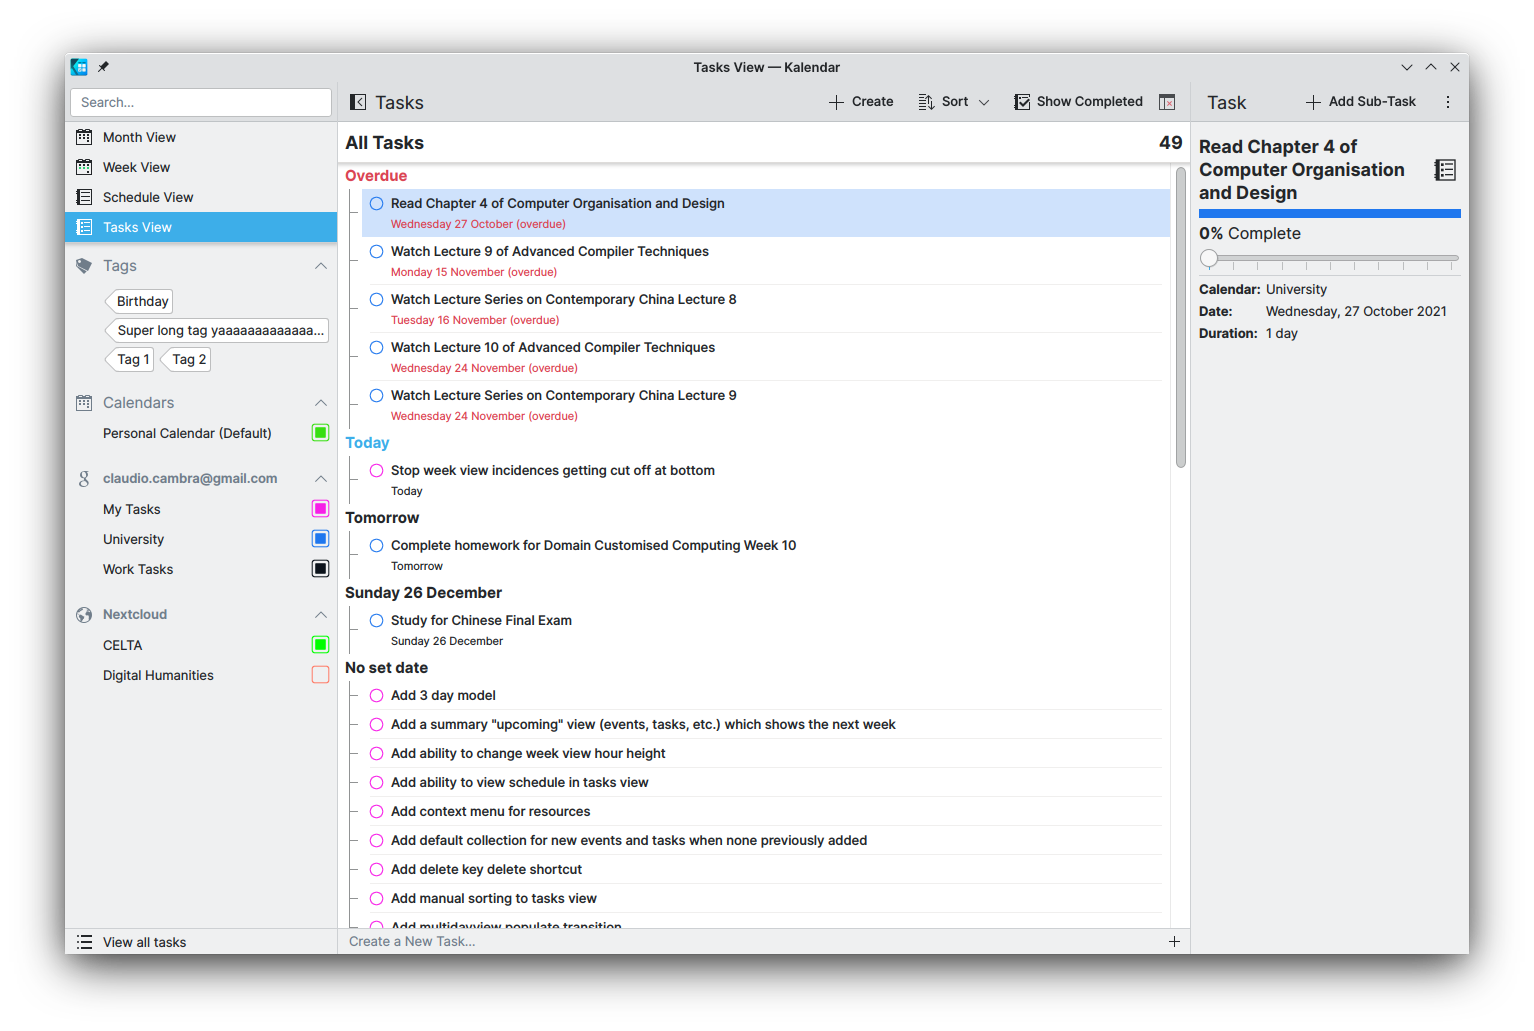 Tasks View — Kalendar
Search...
Month View
Week View
Schedule View
Tasks View
Tags
Birthday
Super long tag yaaaaaaaaaaaaa...
Tag 1
Tag 2
Calendars
Personal Calendar (Default)
claudio.cambra@gmail.com
My Tasks
University
Work Tasks
Nextcloud
CELTA
Digital Humanities
View all tasks
Tasks
Create
Sort
Show Completed
All Tasks
49
Overdue
Read Chapter 4 of Computer Organisation and Design
Wednesday 27 October (overdue)
Watch Lecture 9 of Advanced Compiler Techniques
Monday 15 November (overdue)
Watch Lecture Series on Contemporary China Lecture 8
Tuesday 16 November (overdue)
Watch Lecture 10 of Advanced Compiler Techniques
Wednesday 24 November (overdue)
Watch Lecture Series on Contemporary China Lecture 9
Wednesday 24 November (overdue)
Today
Stop week view incidences getting cut off at bottom
Today
Tomorrow
Complete homework for Domain Customised Computing Week 10
Tomorrow
Sunday 26 December
Study for Chinese Final Exam
Sunday 26 December
No set date
Add 3 day model
Add a summary "upcoming" view (events, tasks, etc.) which shows the next week
Add ability to change week view hour height
Add ability to view schedule in tasks view
Add context menu for resources
Add default collection for new events and tasks when none previously added
Add delete key delete shortcut
Add manual sorting to tasks view
Add multidayview populate transition
Create a New Task...
Task
Add Sub-Task
Read Chapter 4 of
Computer Organisation
and Design
0% Complete
Calendar: University
Date: Wednesday, 27 October 2021
Duration: 1 day